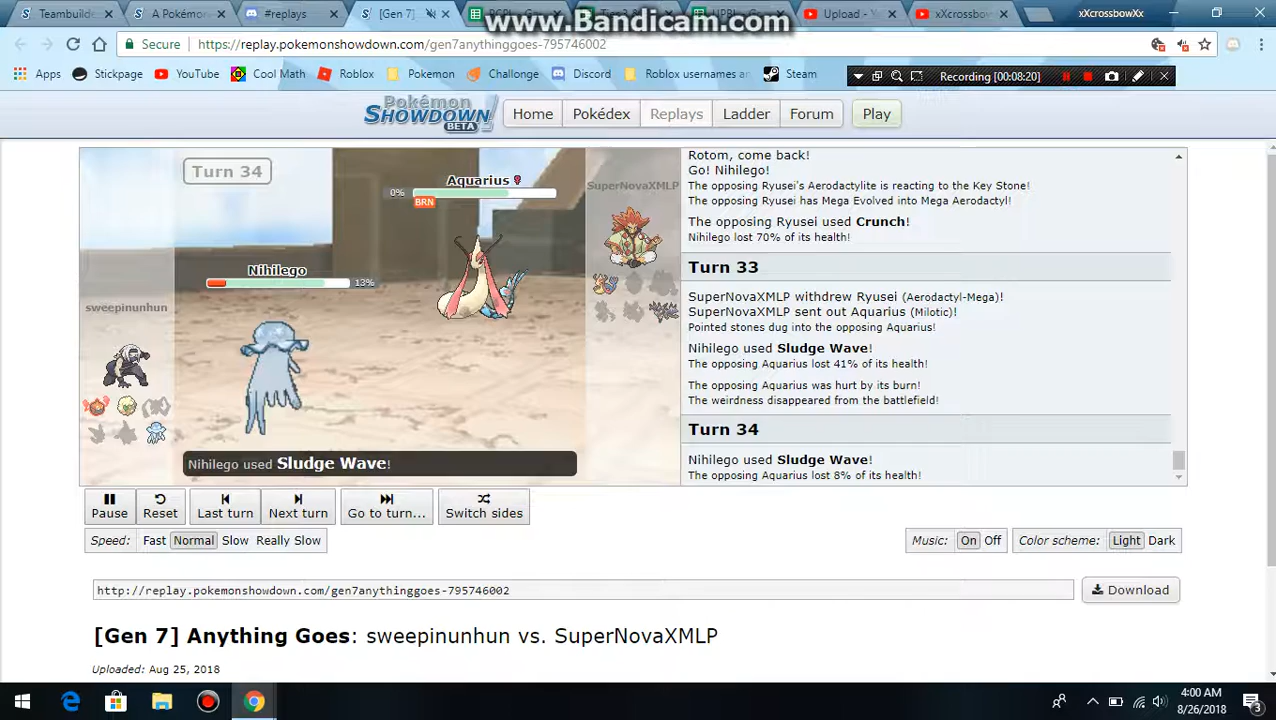 www.Bandicam.com
Teambuilde
A Pokémon
#replays
[Gen 7]
Upload - Yo
xXcrossbow
xXcrossbowXx
Secure
https://replay.pokemonshowdown.com/gen7anythinggoes-795746002
Apps
Stickpage
YouTube
Cool Math
Roblox
Pokemon
Challonge
Discord
Roblox usernames an
Steam
Recording [00:08:20]
Pokémon
SHOWDOWN!
BETA
Home
Pokédex
Replays
Ladder
Forum
Play
Turn 34
Aquarius
0%
BRN
Nihilego
13%
sweepinunhun
SuperNovaXMLP
Nihilego used Sludge Wave!
Rotom, come back!
Go! Nihilego!
The opposing Ryusei's Aerodactylite is reacting to the Key Stone!
The opposing Ryusei has Mega Evolved into Mega Aerodactyl!
The opposing Ryusei used Crunch!
Nihilego lost 70% of its health!
Turn 33
SuperNovaXMLP withdrew Ryusei (Aerodactyl-Mega)!
SuperNovaXMLP sent out Aquarius (Milotic)!
Pointed stones dug into the opposing Aquarius!
Nihilego used Sludge Wave!
The opposing Aquarius lost 41% of its health!
The opposing Aquarius was hurt by its burn!
The weirdness disappeared from the battlefield!
Turn 34
Nihilego used Sludge Wave!
The opposing Aquarius lost 8% of its health!
Pause
Reset
Last turn
Next turn
Go to turn...
Switch sides
Speed:
Fast
Normal
Slow
Really Slow
Music:
On
Off
Color scheme:
Light
Dark
http://replay.pokemonshowdown.com/gen7anythinggoes-795746002
Download
[Gen 7] Anything Goes: sweepinunhun vs. SuperNovaXMLP
Uploaded: Aug 25, 2018
4:00 AM
8/26/2018
3